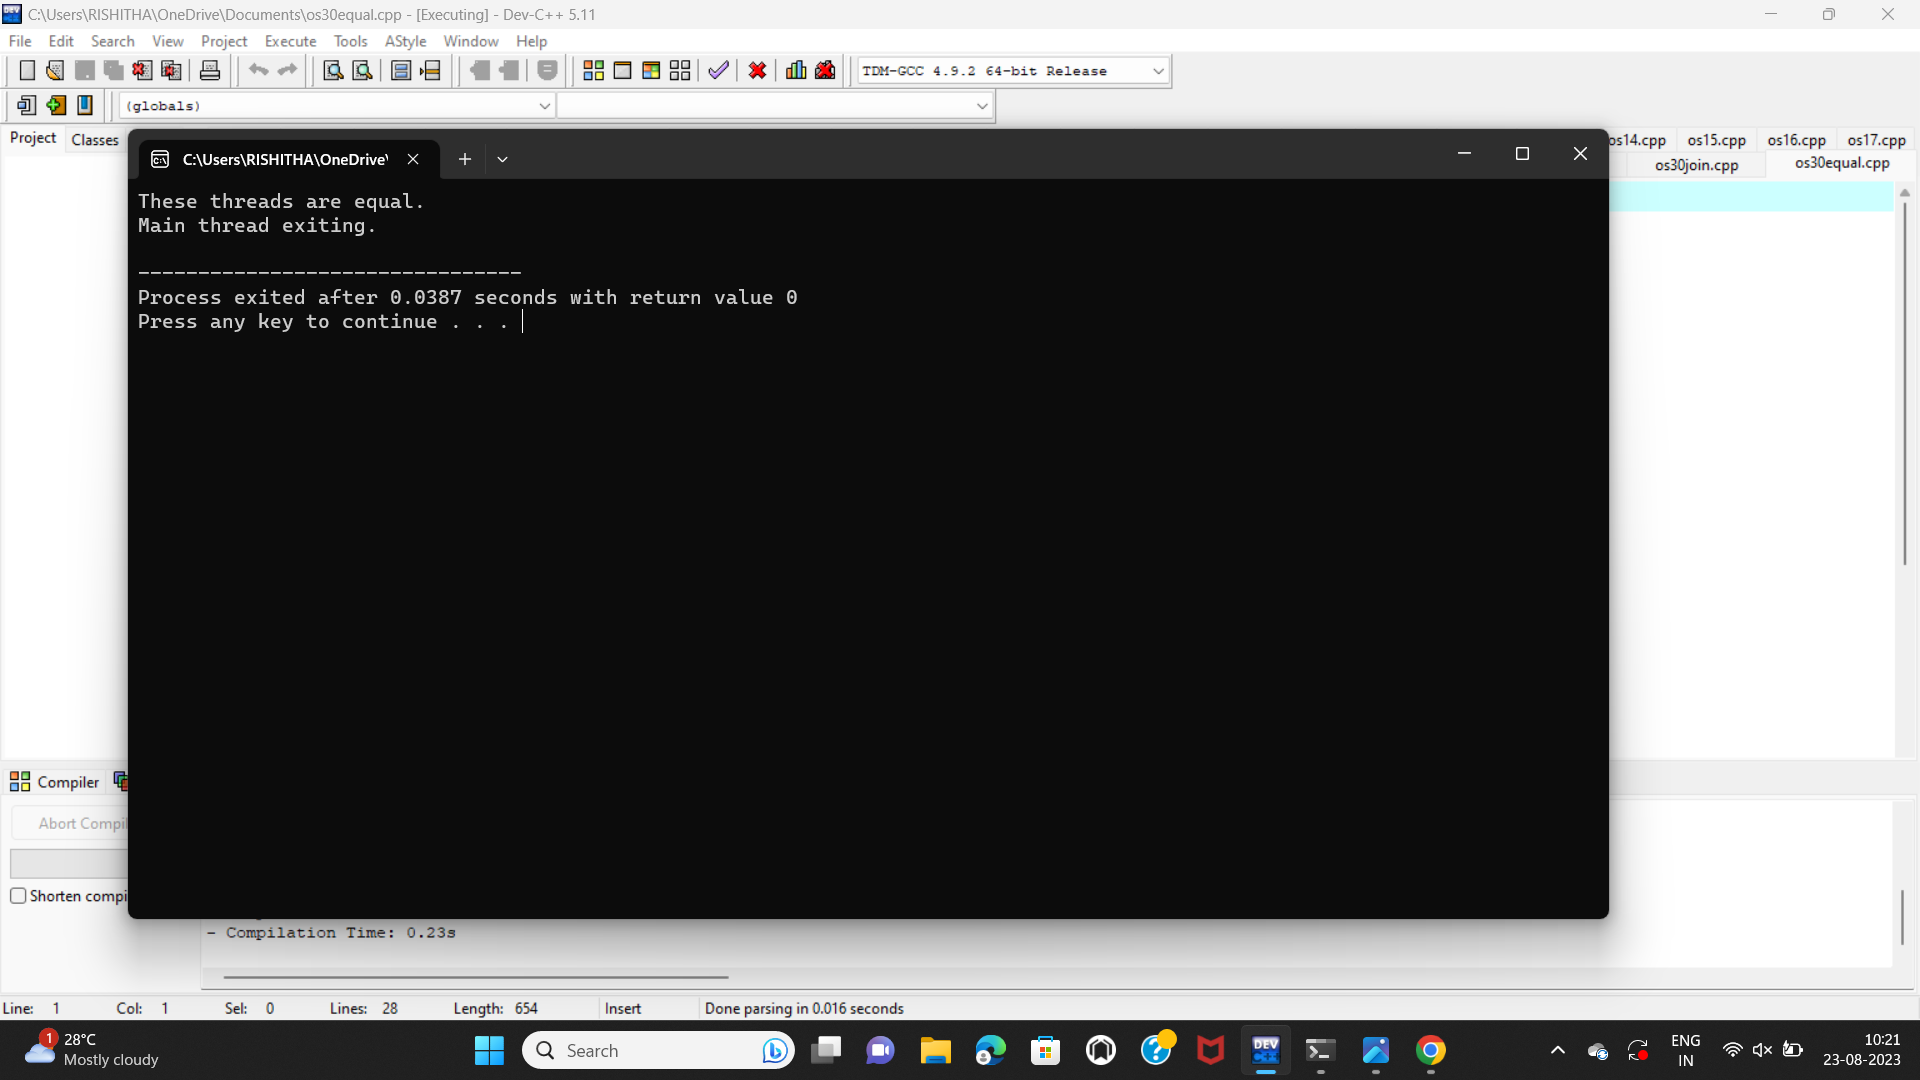 C:\Users\RISHITHA\OneDrive\Documents\os30equal.cpp - [Executing] - Dev-C++ 5.11
File Edit Search View Project Execute Tools AStyle Window Help
TDM-GCC 4.9.2 64-bit Release
(globals)
Project Classes
os14.cpp os15.cpp os16.cpp os17.cpp
os30join.cpp os30equal.cpp
C:\Users\RISHITHA\OneDrive\
These threads are equal.
Main thread exiting.
--------------------------------
Process exited after 0.0387 seconds with return value 0
Press any key to continue . . .
Compiler
Abort Compil
Shorten compi
- Compilation Time: 0.23s
Line: 1 Col: 1 Sel: 0 Lines: 28 Length: 654 Insert Done parsing in 0.016 seconds
1
28°C
Mostly cloudy
Search
DEV
C++
ENG
IN
10:21
23-08-2023